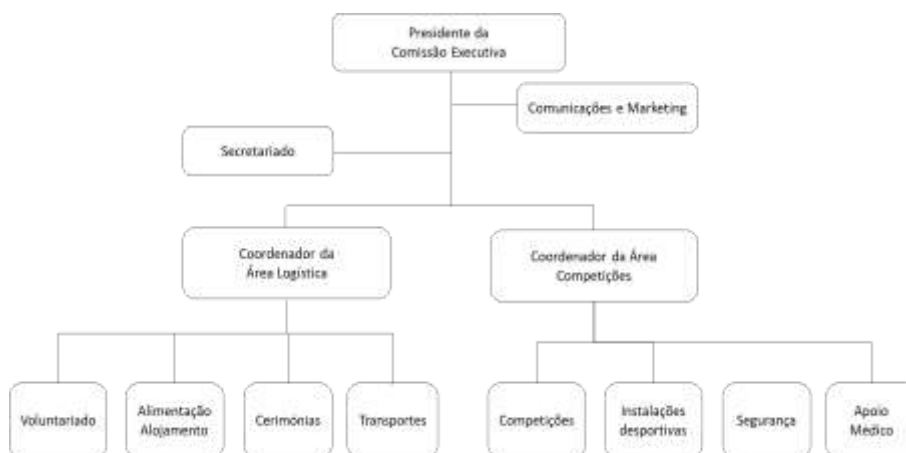 Presidente da
Comissão Executiva
Comunicações e Marketing
Secretariado
Coordenador da
Área Logística
Coordenador da Área
Competições
Voluntariado
Alimentação
Alojamento
Cerimónias
Transportes
Competições
Instalações
desportivas
Segurança
Apoio
Médico